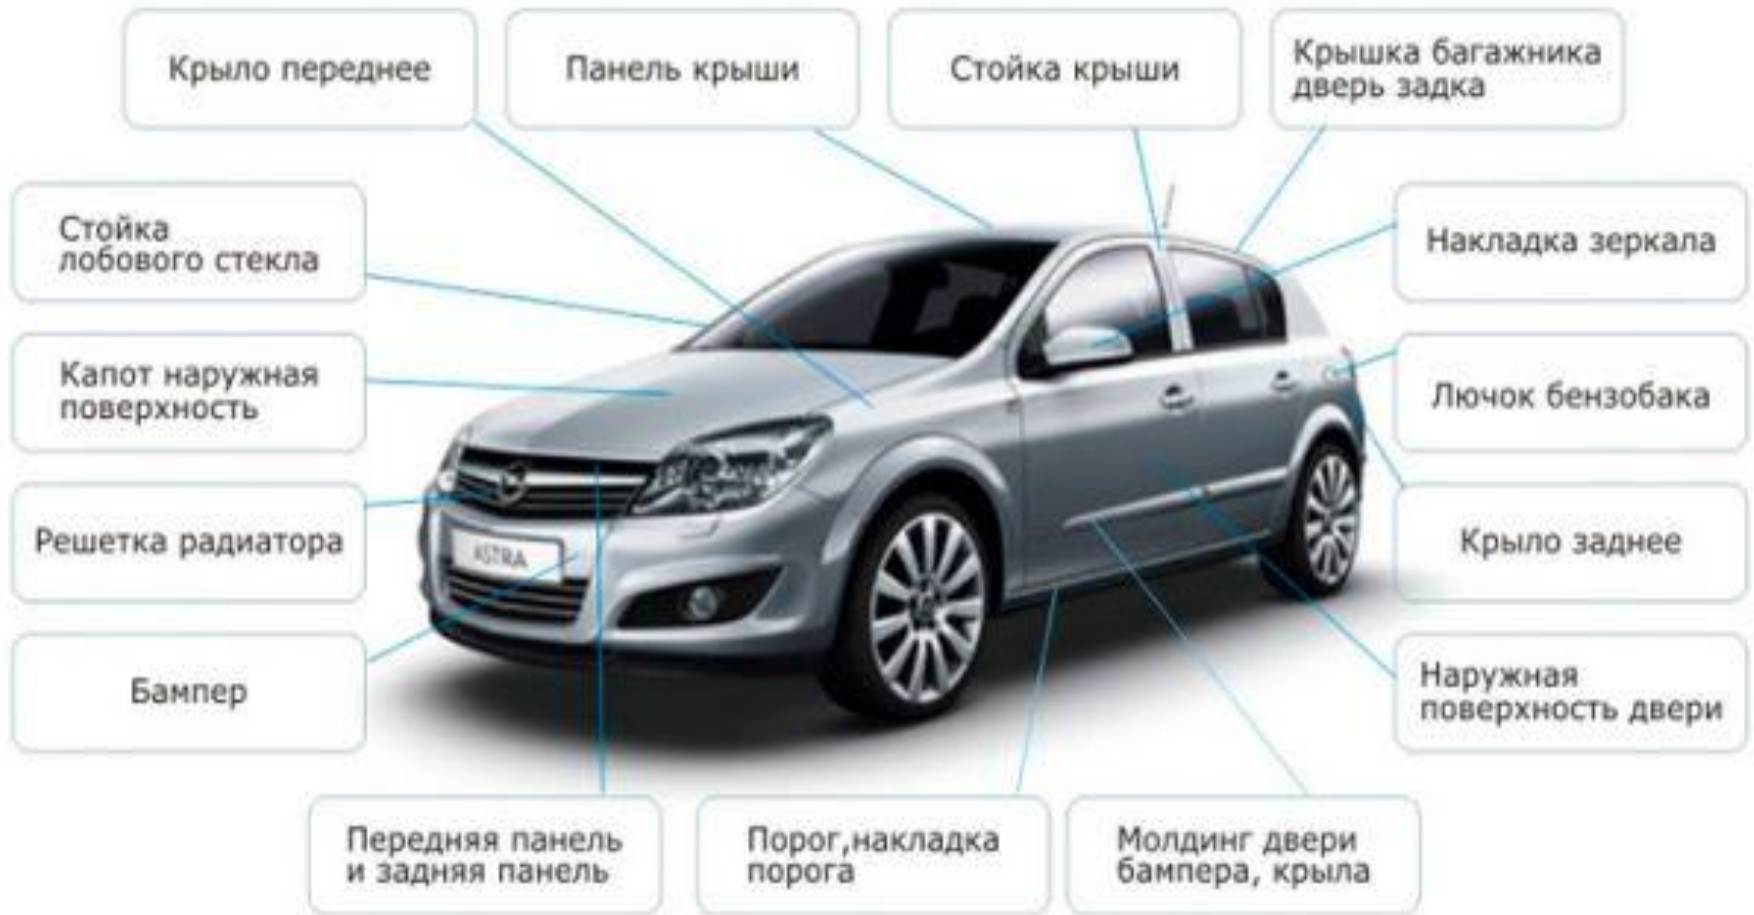 Крыло переднее
Панель крыши
Стойка крыши
Крышка багажника
дверь задка
Стойка
лобового стекла
Накладка зеркала
Капот наружная
поверхность
Лючок бензобака
Решетка радиатора
Крыло заднее
Бампер
Наружная
поверхность двери
ASTRA
Передняя панель
и задняя панель
Порог,накладка
порога
Молдинг двери
бампера, крыла